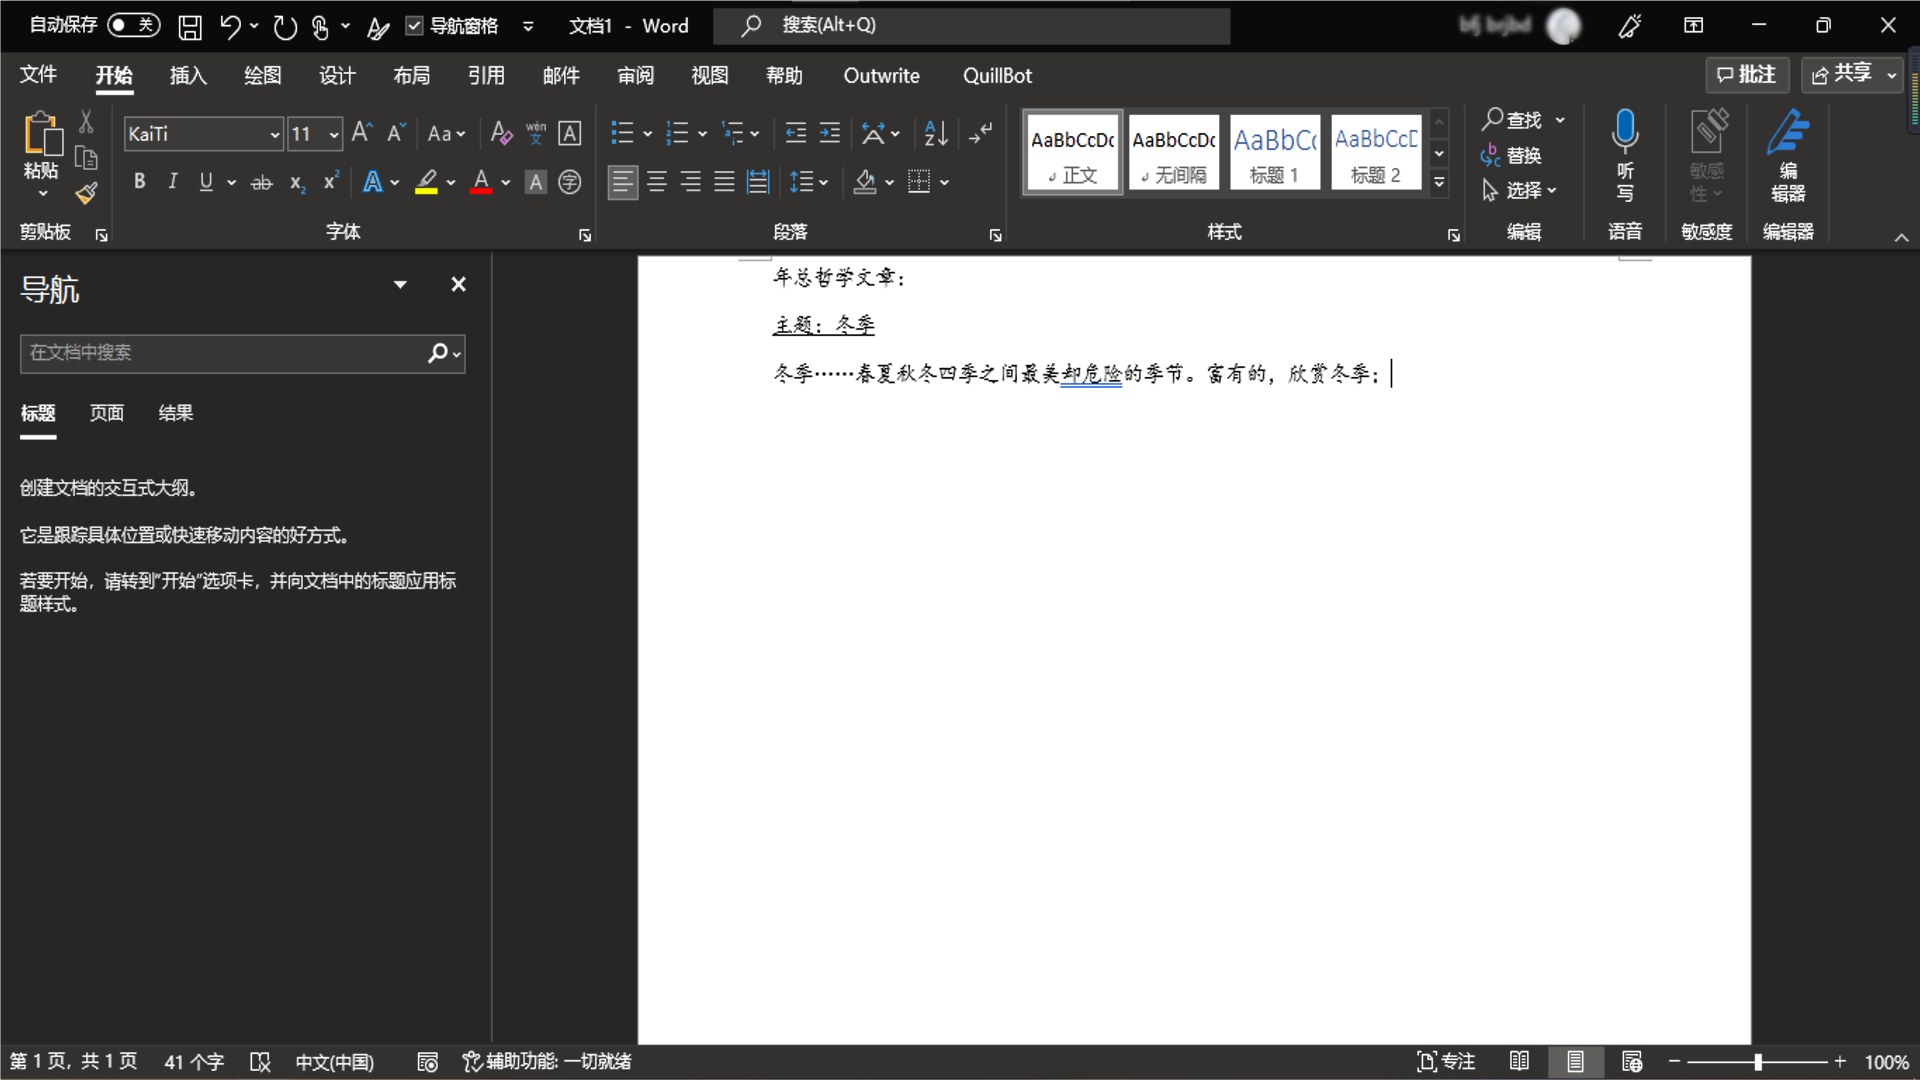 自动保存 关 导航窗格 文档1 - Word 搜索(Alt+Q)
文件 开始 插入 绘图 设计 布局 引用 邮件 审阅 视图 帮助 Outwrite QuillBot 批注 共享
粘贴
剪贴板
KaiTi 11 A A Aa A wén 文 A
B I U ab x2 x2 A A A 字
字体
段落
AaBbCcDc AaBbCcDc AaBbCc AaBbCcD
正文 无间隔 标题 1 标题 2
样式
查找
替换
选择
编辑
听
写
语音
敏感
性
敏感度
编
辑器
编辑器
导航
在文档中搜索
标题 页面 结果
创建文档的交互式大纲。
它是跟踪具体位置或快速移动内容的好方式。
若要开始，请转到"开始"选项卡，并向文档中的标题应用标
题样式。
年总哲学文章：
主题：冬季
冬季……春夏秋冬四季之间最美却危险的季节。富有的，欣赏冬季；
第 1 页，共 1 页 41 个字 中文(中国) 辅助功能: 一切就绪 专注 100%